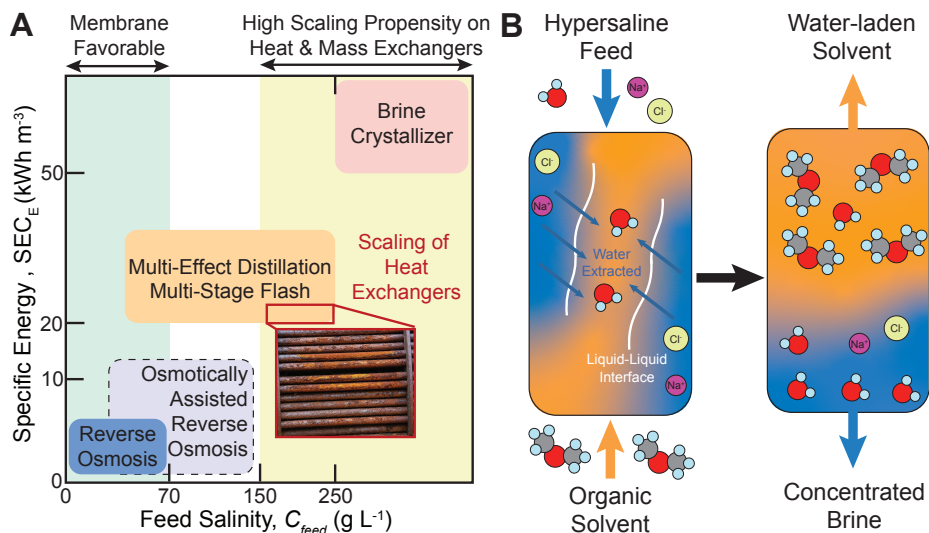 A
Membrane
Favorable
High Scaling Propensity on
Heat & Mass Exchangers
Specific Energy , SEC_E (kWh m⁻³)
50
20
10
0
Brine
Crystallizer
Multi-Effect Distillation
Multi-Stage Flash
Scaling of
Heat
Exchangers
Osmotically
Assisted
Reverse
Osmosis
Reverse
Osmosis
0
70
150
250
Feed Salinity, C_feed (g L⁻¹)
B
Hypersaline
Feed
Na⁺
Cl⁻
Cl⁻
Na⁺
Water
Extracted
Cl⁻
Liquid-Liquid
Interface
Na⁺
Organic
Solvent
Water-laden
Solvent
Cl⁻
Na⁺
Concentrated
Brine